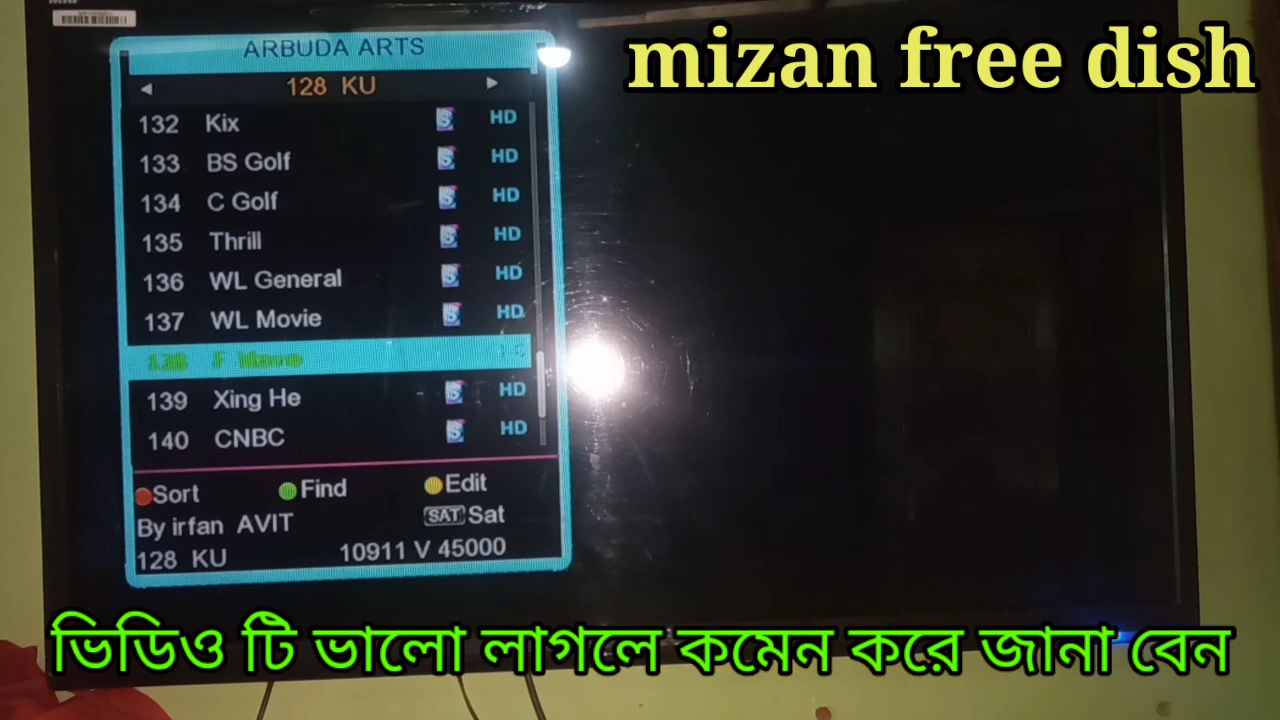 mizan free dish
ARBUDA ARTS
128 KU
132 Kix HD
133 BS Golf HD
134 C Golf HD
135 Thrill HD
136 WL General HD
137 WL Movie HD
139 Xing He HD
140 CNBC HD
Sort Find Edit
By irfan AVIT SAT Sat
128 KU 10911 V 45000
ভিডিও টি ভালো লাগলে কমেন করে জানা বেন